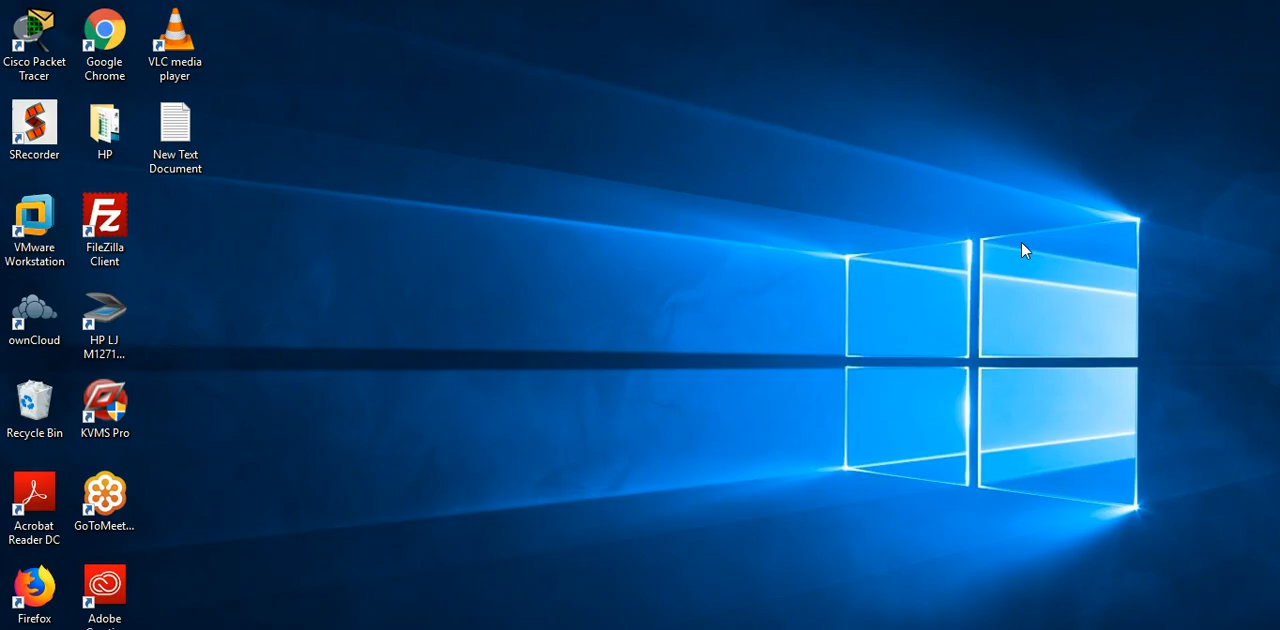 Cisco Packet
Tracer
Google
Chrome
VLC media
player
SRecorder
HP
New Text
Document
VMware
Workstation
FileZilla
Client
ownCloud
HP LJ
M1271...
Recycle Bin
KVMS Pro
Acrobat
Reader DC
GoToMeet...
Firefox
Adobe